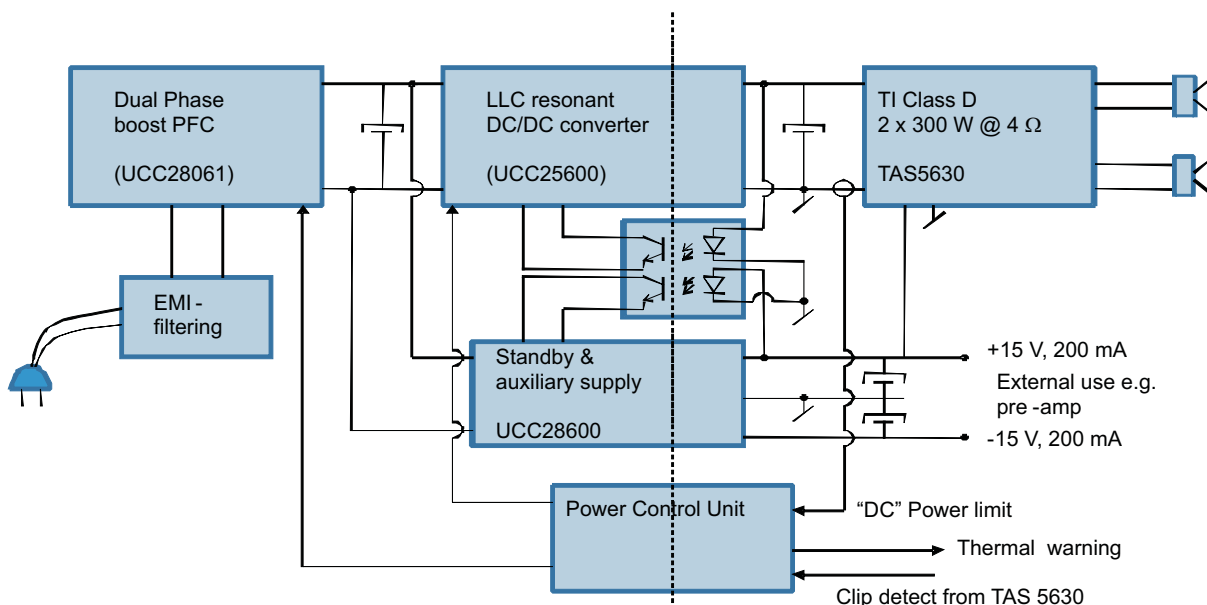 Dual Phase
boost PFC
(UCC28061)
LLC resonant
DC/DC converter
(UCC25600)
TI Class D
2 x 300 W @ 4 Ω
TAS5630
EMI -
filtering
Standby &
auxiliary supply
UCC28600
+15 V, 200 mA
External use e.g.
pre -amp
-15 V, 200 mA
Power Control Unit
“DC” Power limit
Thermal warning
Clip detect from TAS 5630